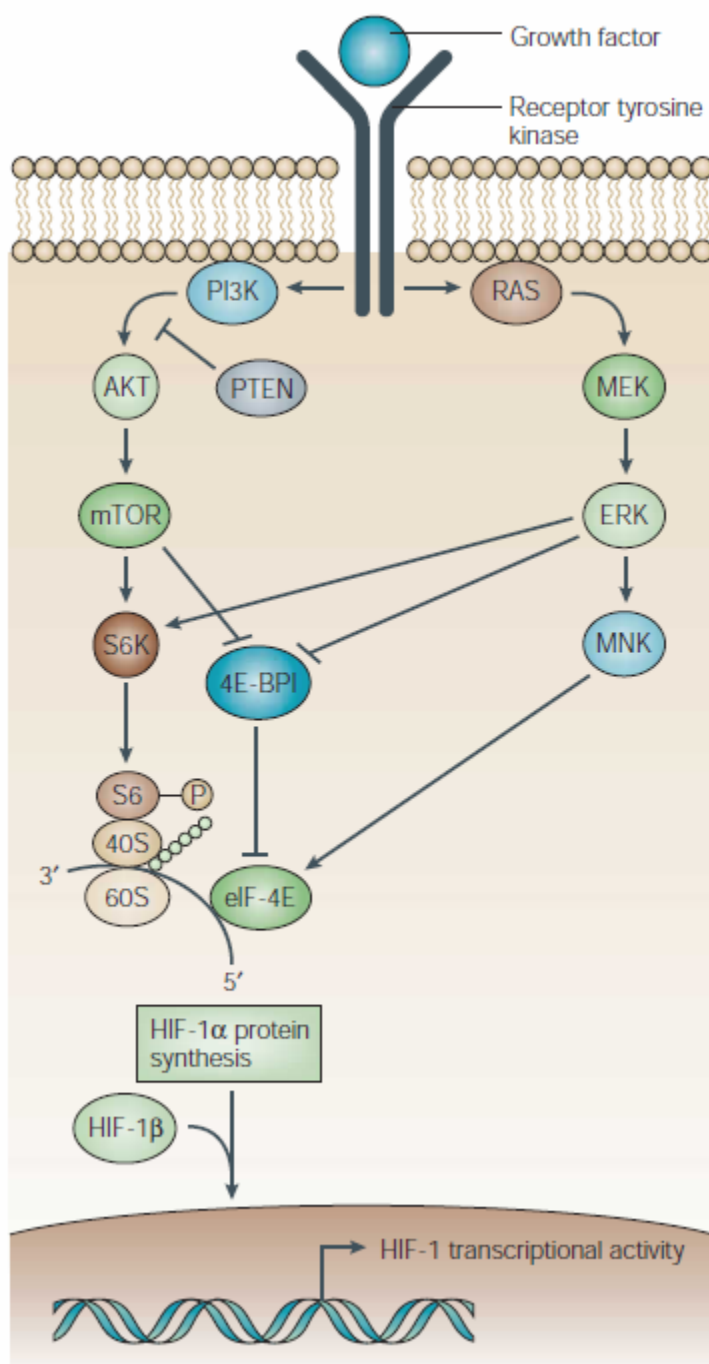 Growth factor
Receptor tyrosine
kinase
PI3K
RAS
AKT
PTEN
MEK
mTOR
ERK
S6K
4E-BPI
MNK
S6
P
40S
3′
60S
eIF-4E
5′
HIF-1α protein
synthesis
HIF-1β
HIF-1 transcriptional activity